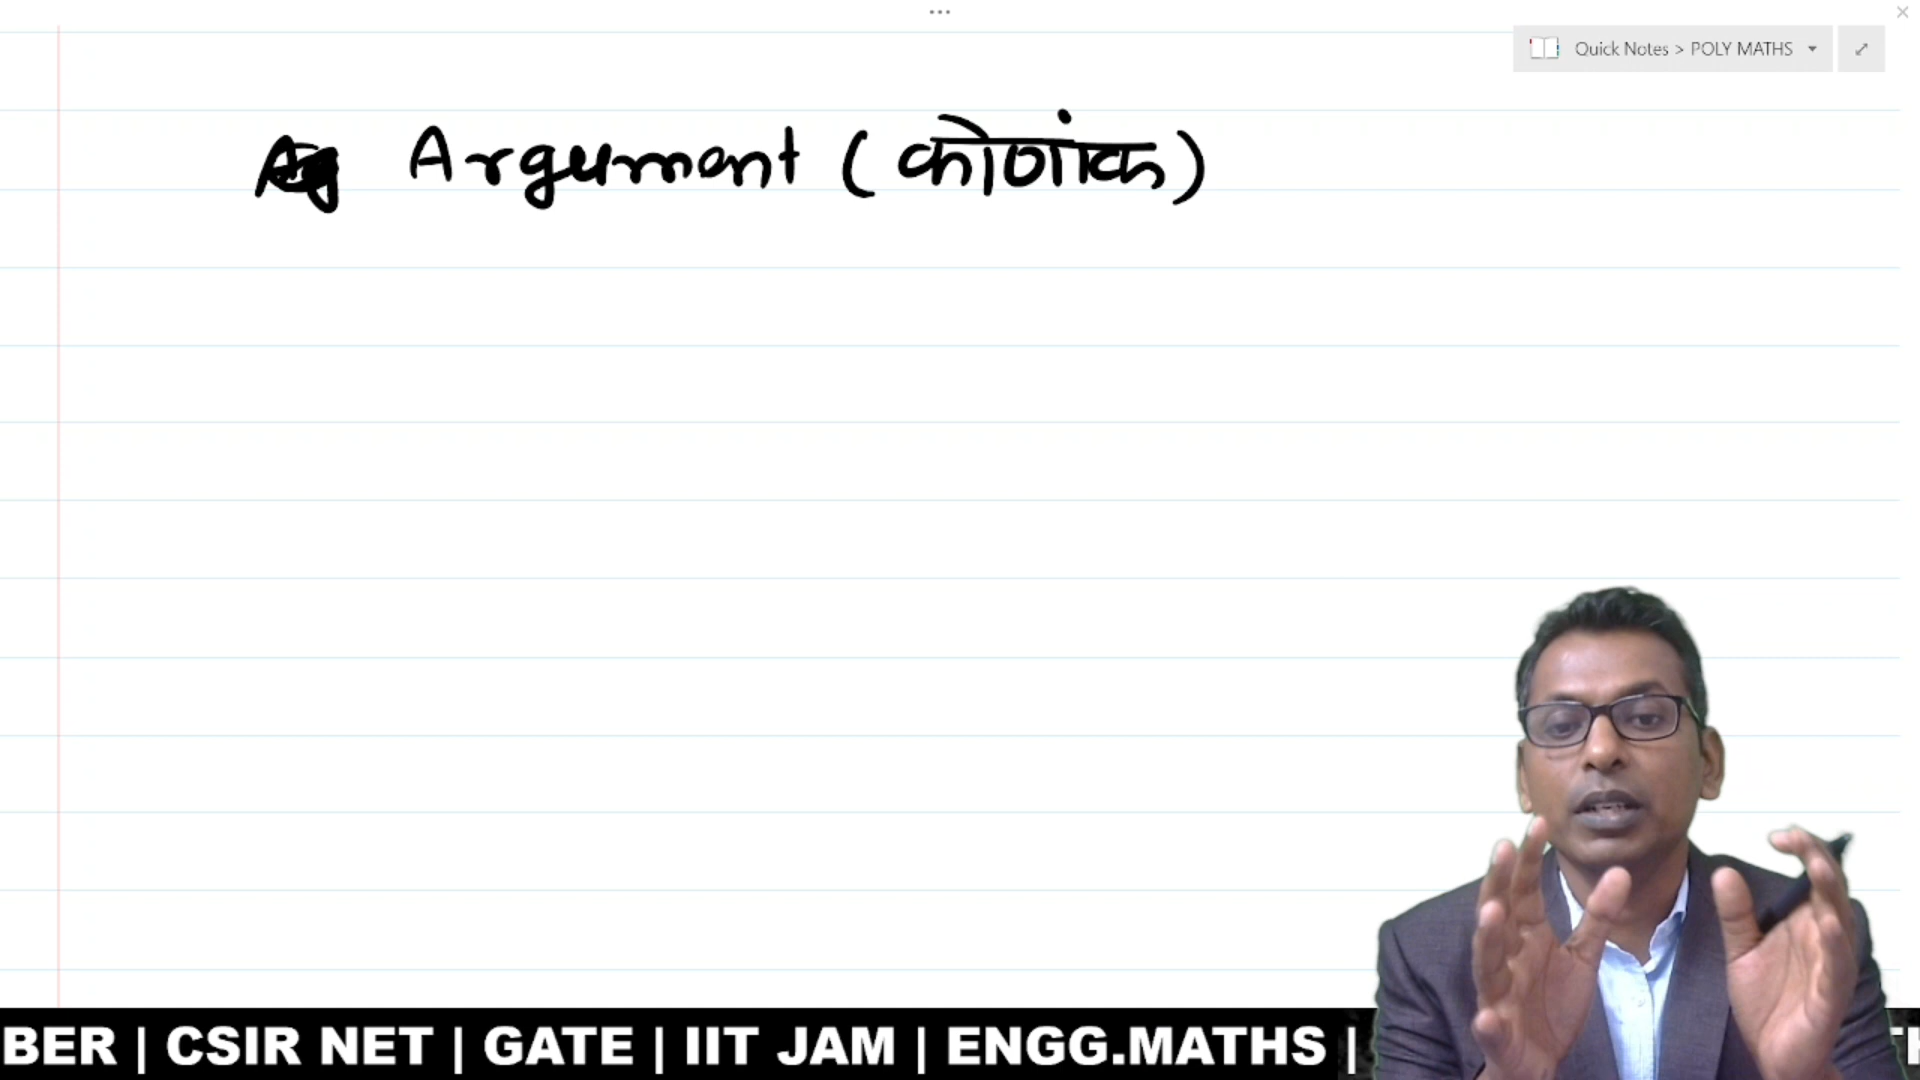 Quick Notes > POLY MATHS
Argument (कोणांक)
BER | CSIR NET | GATE | IIT JAM | ENGG.MATHS |